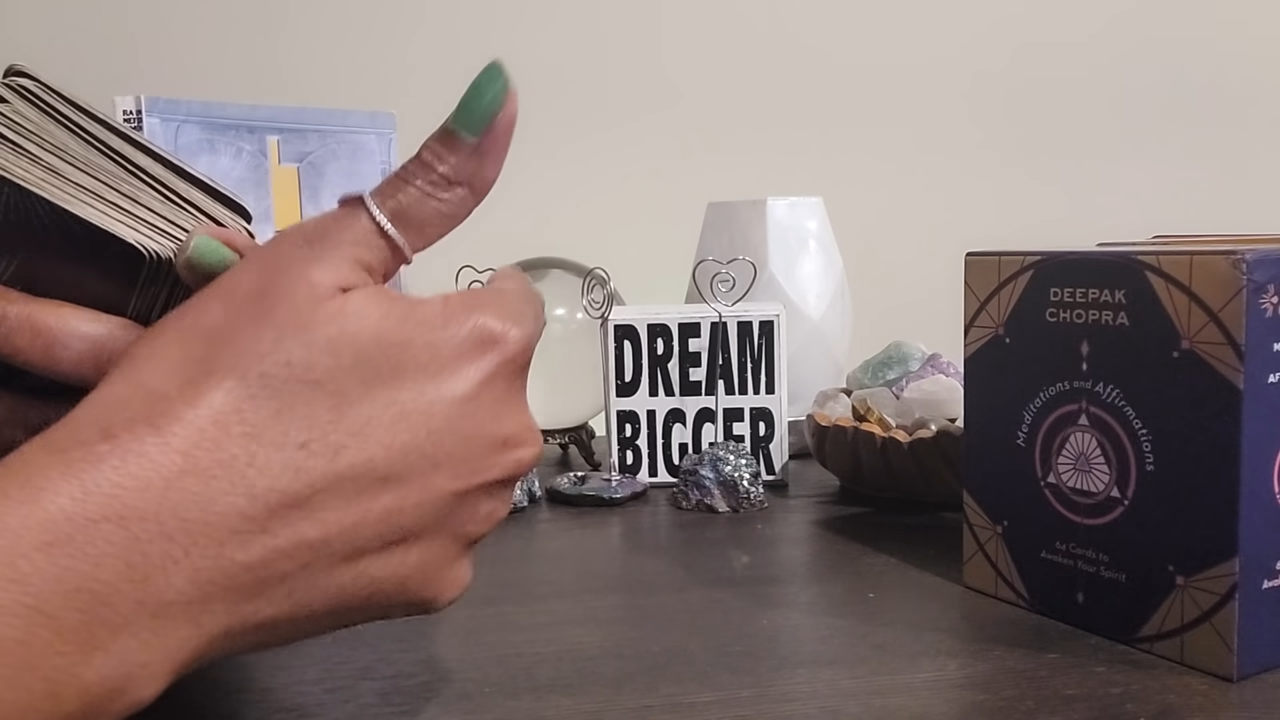 DREAM
BIGGER
DEEPAK
CHOPRA
Meditations and Affirmations
64 Cards to
Awaken Your Spirit